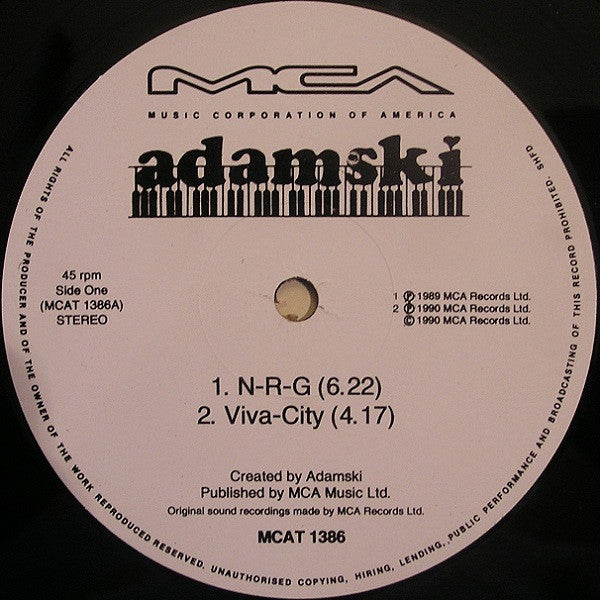 MCA
MUSIC CORPORATION OF AMERICA
adamski
45 rpm
Side One
(MCAT 1386A)
STEREO
1 Ⓟ 1989 MCA Records Ltd.
2 Ⓟ 1990 MCA Records Ltd.
© 1990 MCA Records Ltd.
1. N-R-G (6.22)
2. Viva-City (4.17)
Created by Adamski
Published by MCA Music Ltd.
Original sound recordings made by MCA Records Ltd.
MCAT 1386
ALL RIGHTS OF THE PRODUCER AND OF THE OWNER OF THE WORK REPRODUCED RESERVED. UNAUTHORISED COPYING, HIRING, LENDING, PUBLIC PERFORMANCE AND BROADCASTING OF THIS RECORD PROHIBITED. SHFD